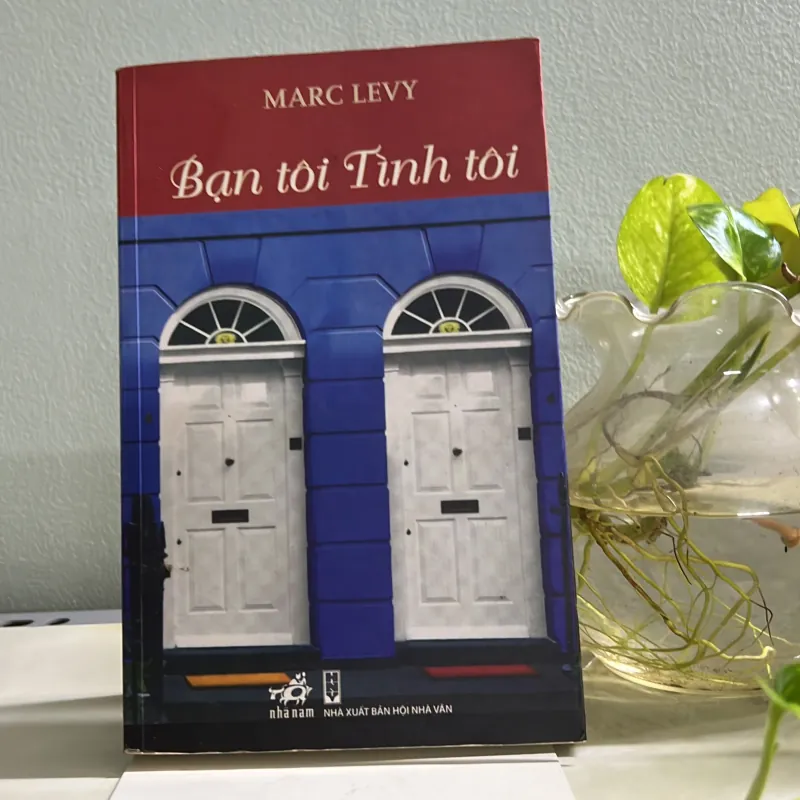 MARC LEVY
Bạn tôi Tình tôi
nhã nam
NHÀ XUẤT BẢN HỘI NHÀ VĂN